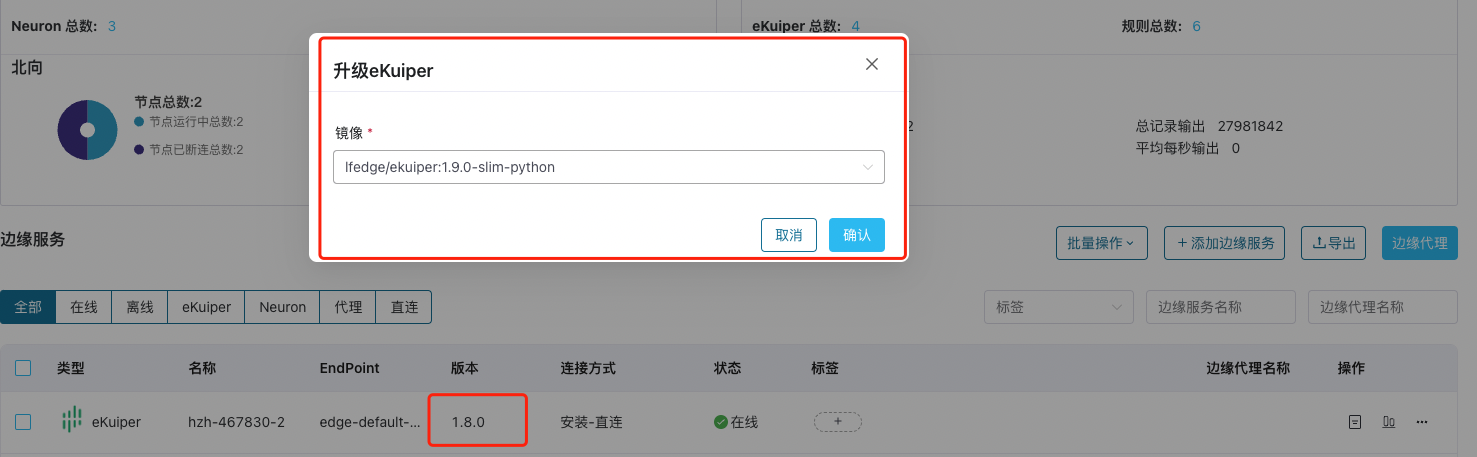 Neuron 总数: 3
eKuiper 总数: 4
规则总数: 6
北向
节点总数:2
节点运行中总数:2
节点已断连总数:2
升级eKuiper
镜像 *
lfedge/ekuiper:1.9.0-slim-python
取消
确认
2
总记录输出 27981842
平均每秒输出 0
边缘服务
批量操作
+ 添加边缘服务
导出
边缘代理
全部
在线
离线
eKuiper
Neuron
代理
直连
标签
边缘服务名称
边缘代理名称
类型
名称
EndPoint
版本
连接方式
状态
标签
边缘代理名称
操作
eKuiper
hzh-467830-2
edge-default-...
1.8.0
安装-直连
在线
+